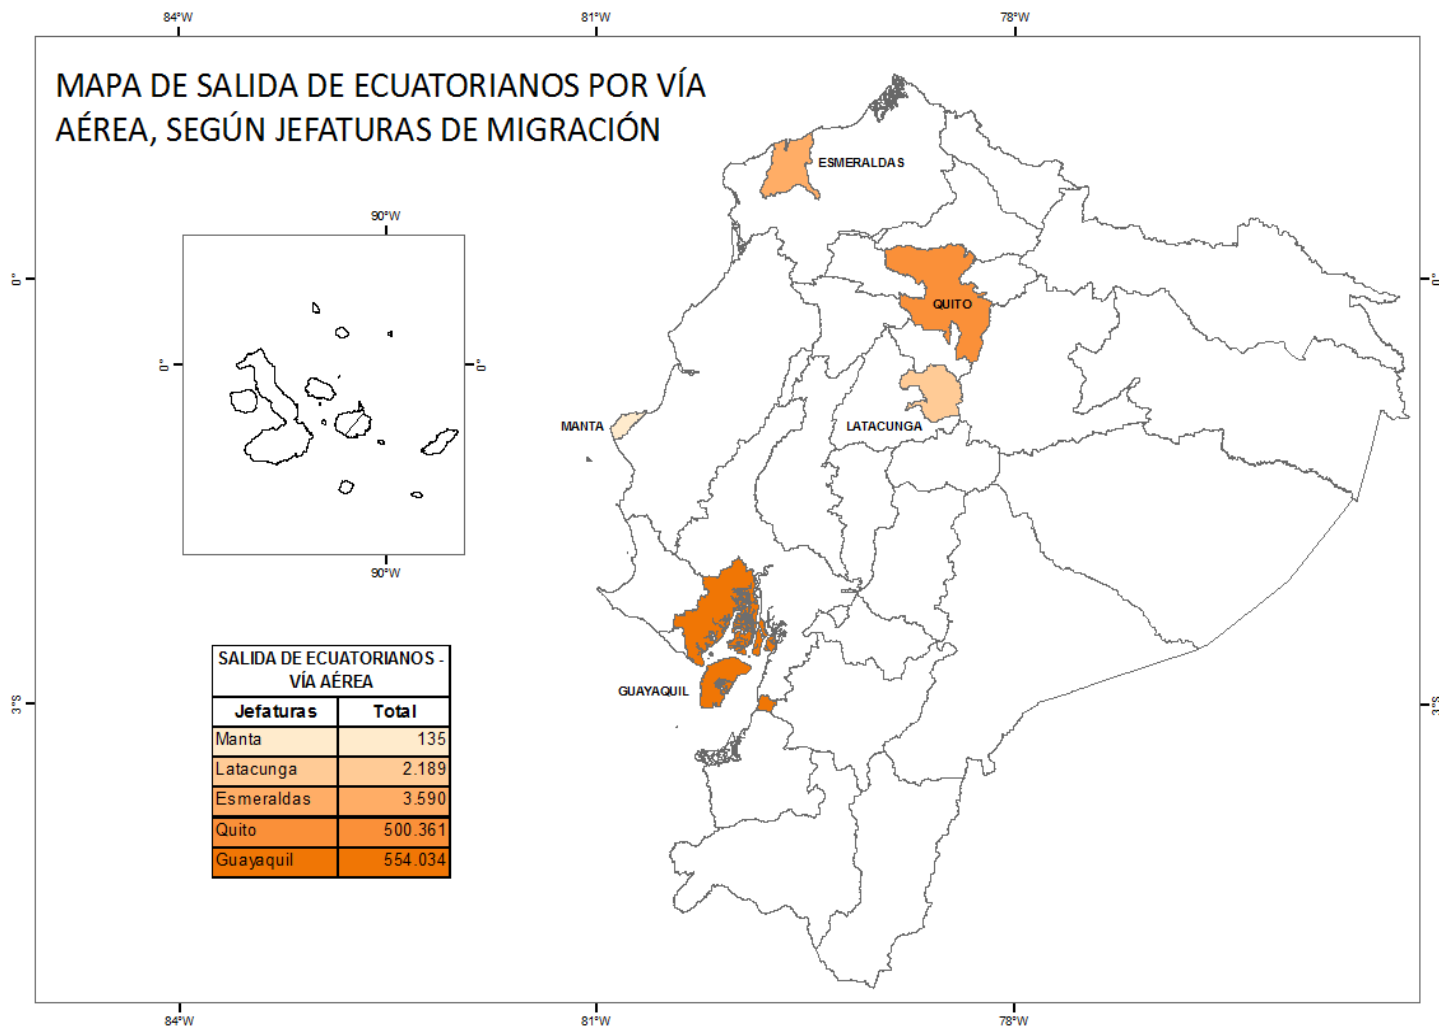 84°W 81°W 78°W
MAPA DE SALIDA DE ECUATORIANOS POR VÍA
AÉREA, SEGÚN JEFATURAS DE MIGRACIÓN
ESMERALDAS
90°W
0° 0°
QUITO
0° 0°
MANTA
LATACUNGA
90°W
GUAYAQUIL
3°S 3°S
SALIDA DE ECUATORIANOS -
VÍA AÉREA
Jefaturas Total
Manta 135
Latacunga 2.189
Esmeraldas 3.590
Quito 500.361
Guayaquil 554.034
84°W 81°W 78°W